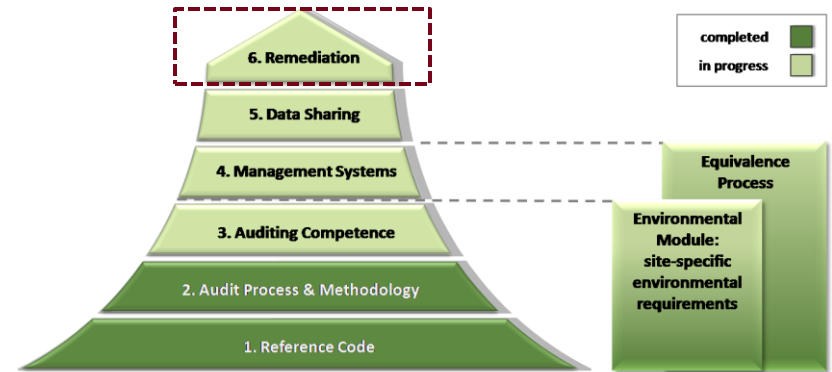 completed
in progress
6. Remediation
5. Data Sharing
4. Management Systems
3. Auditing Competence
2. Audit Process & Methodology
1. Reference Code
Equivalence
Process
Environmental
Module:
site-specific
environmental
requirements